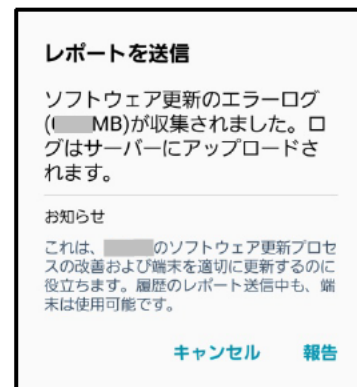 レポートを送信
ソフトウェア更新のエラーログ
( MB)が収集されました。ロ
グはサーバーにアップロードさ
れます。
お知らせ
これは、 のソフトウェア更新プロセ
スの改善および端末を適切に更新するのに
役立ちます。履歴のレポート送信中も、端
末は使用可能です。
キャンセル 報告